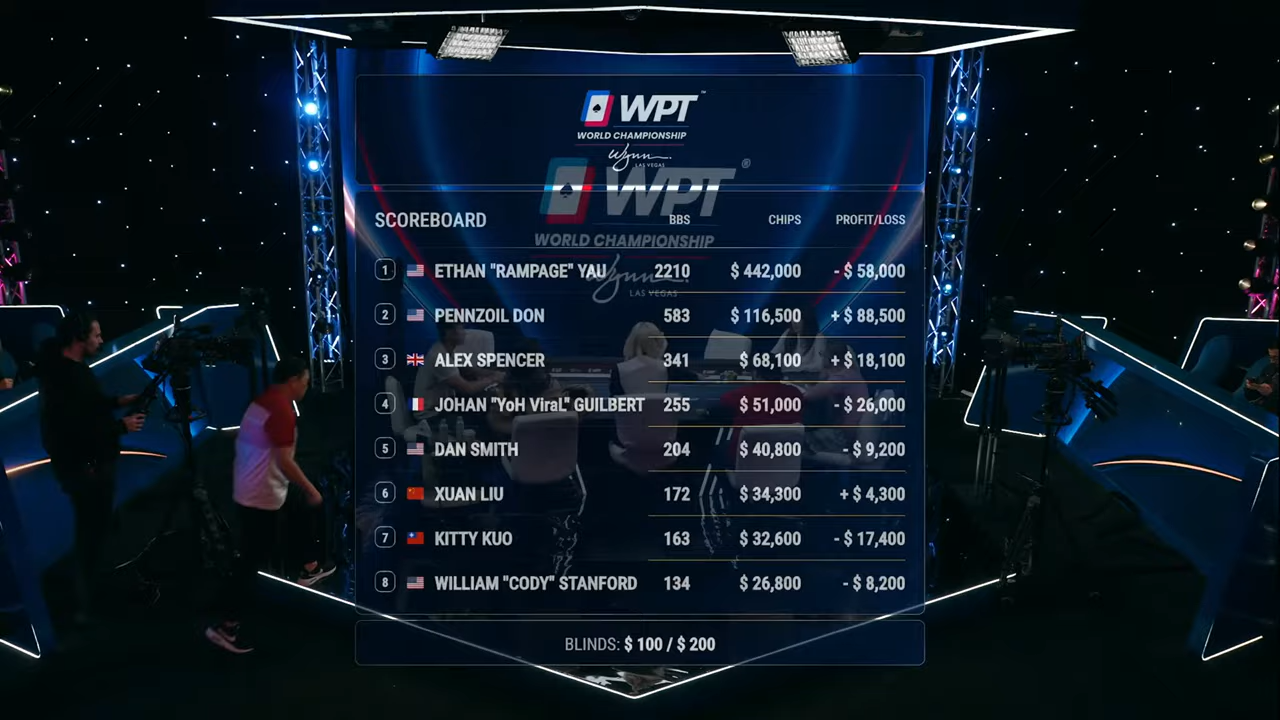 WPT™
WORLD CHAMPIONSHIP
Wynn
LAS VEGAS
WPT®
WORLD CHAMPIONSHIP
Wynn
LAS VEGAS
SCOREBOARD BBS CHIPS PROFIT/LOSS
1 ETHAN "RAMPAGE" YAU 2210 $ 442,000 - $ 58,000
2 PENNZOIL DON 583 $ 116,500 + $ 88,500
3 ALEX SPENCER 341 $ 68,100 + $ 18,100
4 JOHAN "YoH ViraL" GUILBERT 255 $ 51,000 - $ 26,000
5 DAN SMITH 204 $ 40,800 - $ 9,200
6 XUAN LIU 172 $ 34,300 + $ 4,300
7 KITTY KUO 163 $ 32,600 - $ 17,400
8 WILLIAM "CODY" STANFORD 134 $ 26,800 - $ 8,200
BLINDS: $ 100 / $ 200